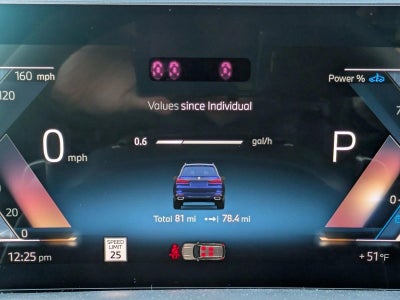 160 mph
Power %
120
Values since Individual
0.6 gal/h
0 mph
P
Total 81 mi 78.4 mi
SPEED
LIMIT
25
0
12:25 pm
+ 51 °F